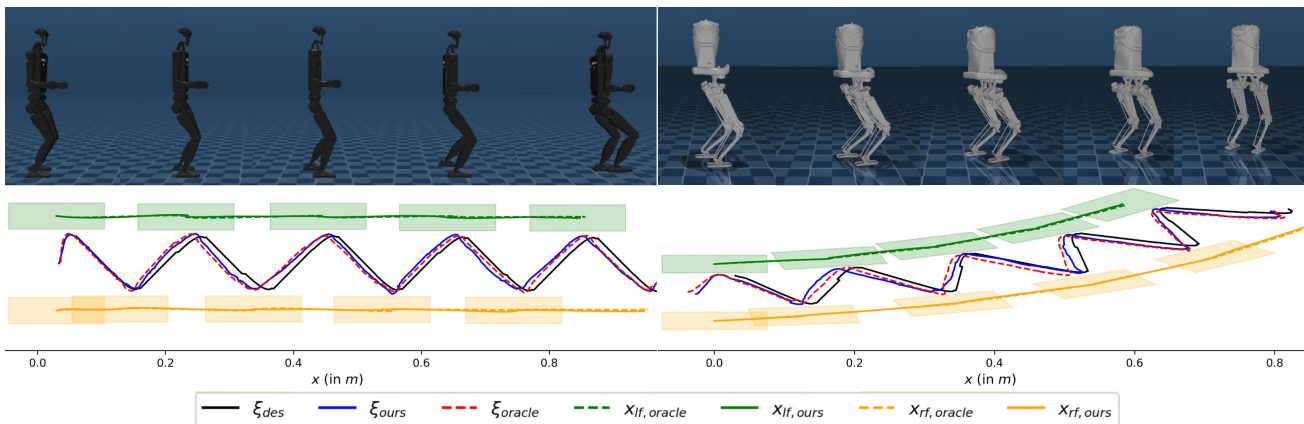 0.0 0.2 0.4 0.6 0.8
x (in m)
0.0 0.2 0.4 0.6 0.8
x (in m)
ξdes ξours ξoracle xlf, oracle xlf, ours xrf, oracle xrf, ours